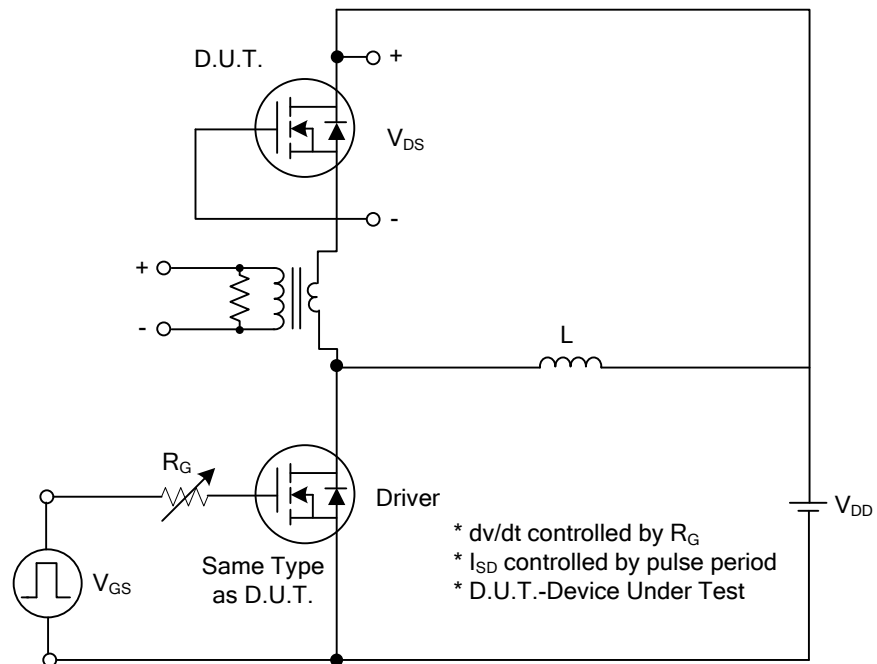 D.U.T.
+
V_DS
-
+
-
L
R_G
Driver
V_DD
V_GS
Same Type
as D.U.T.
* dv/dt controlled by R_G
* I_SD controlled by pulse period
* D.U.T.-Device Under Test